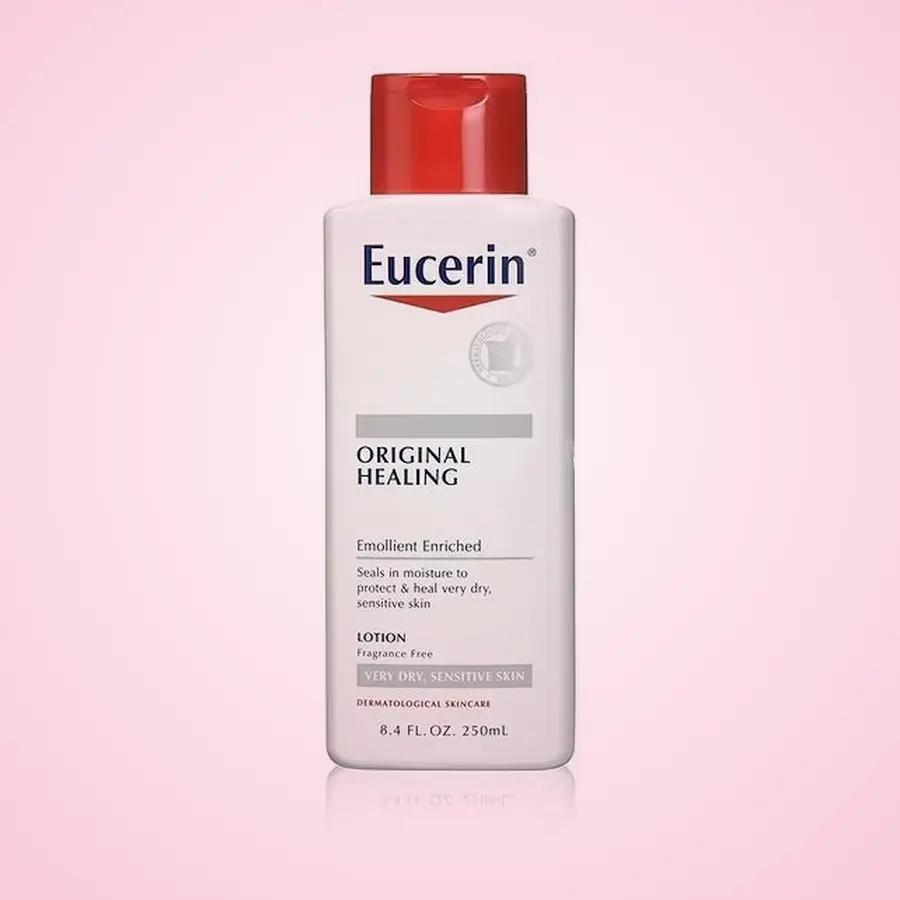 Eucerin®
ORIGINAL
HEALING
Emollient Enriched
Seals in moisture to
protect & heal very dry,
sensitive skin
LOTION
Fragrance Free
VERY DRY, SENSITIVE SKIN
DERMATOLOGICAL SKINCARE
8.4 FL. OZ. 250mL